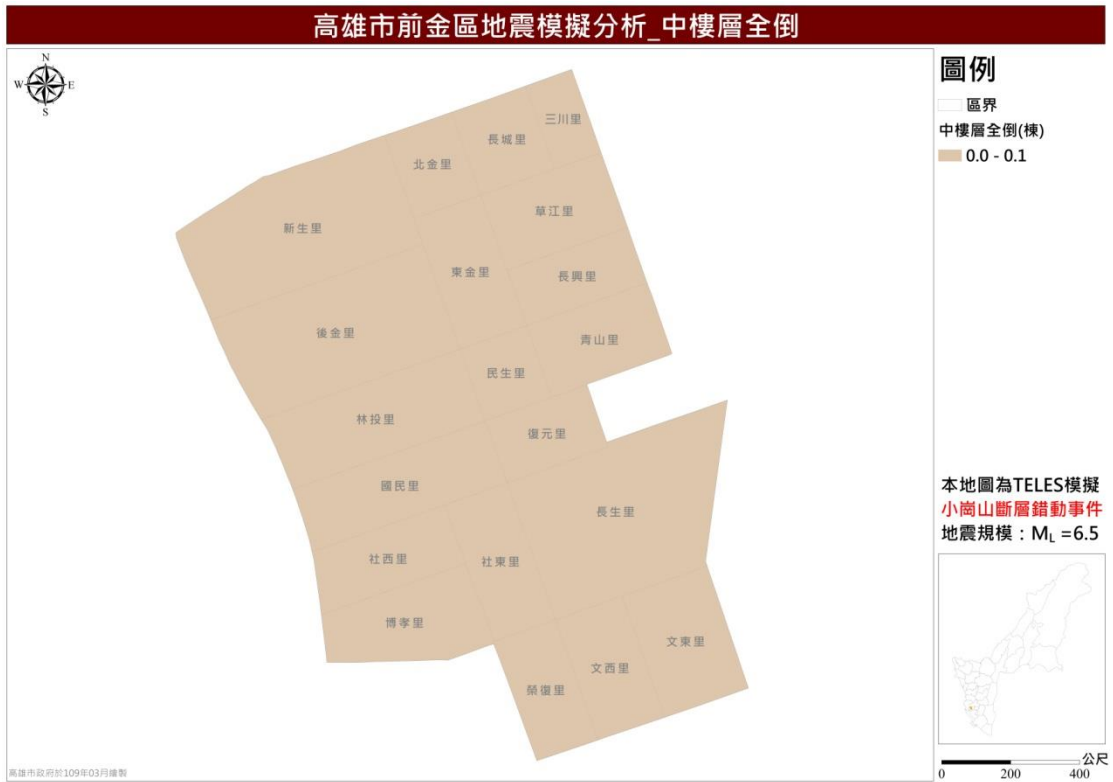 高雄市前金區地震模擬分析_中樓層全倒
N
W E
S
圖例
區界
中樓層全倒(棟)
0.0 - 0.1
三川里
長城里
北金里
草江里
新生里
東金里
長興里
後金里
青山里
民生里
林投里
復元里
國民里
長生里
社西里
社東里
博孝里
文東里
文西里
榮復里
本地圖為TELES模擬
小崗山斷層錯動事件
地震規模：ML =6.5
公尺
0 200 400
高雄市政府於109年03月繪製